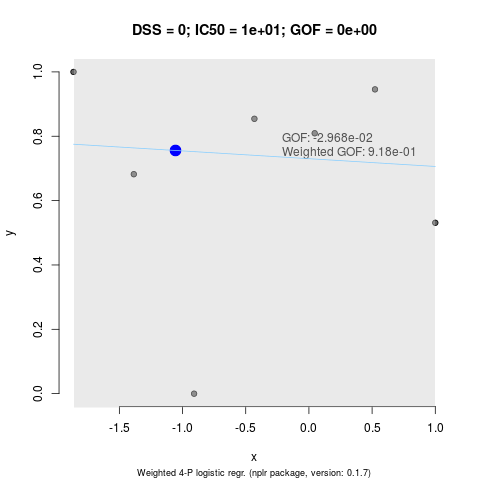 DSS = 0; IC50 = 1e+01; GOF = 0e+00
1.0
0.8
0.6
0.4
0.2
0.0
y
GOF: -2.968e-02
Weighted GOF: 9.18e-01
-1.5 -1.0 -0.5 0.0 0.5 1.0
x
Weighted 4-P logistic regr. (nplr package, version: 0.1.7)